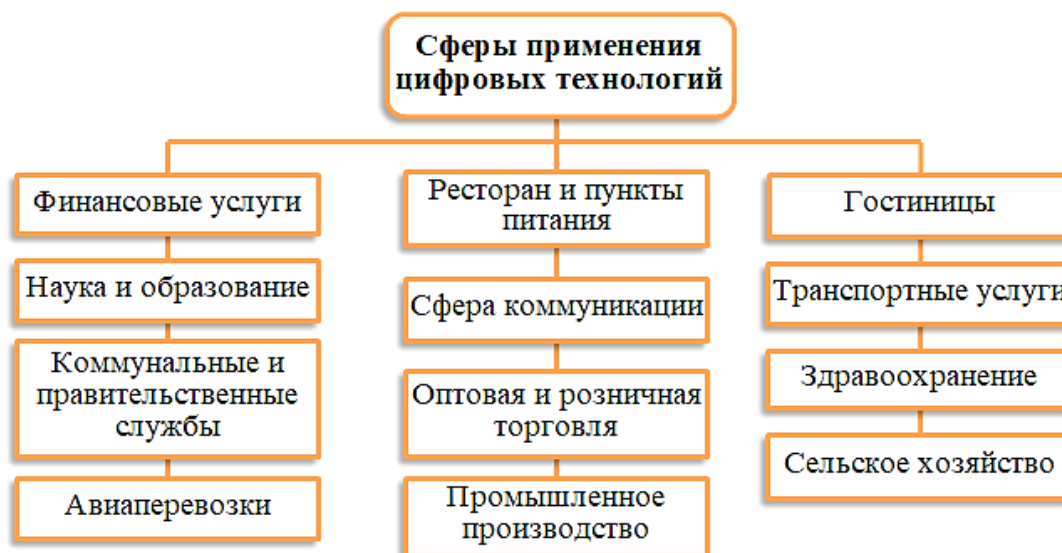 Сферы применения
цифровых технологий
Финансовые услуги
Наука и образование
Коммунальные и
правительственные
службы
Авиаперевозки
Ресторан и пункты
питания
Сфера коммуникации
Оптовая и розничная
торговля
Промышленное
производство
Гостиницы
Транспортные услуги
Здравоохранение
Сельское хозяйство